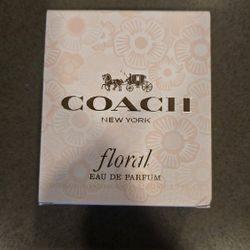 COACH
NEW YORK
floral
EAU DE PARFUM